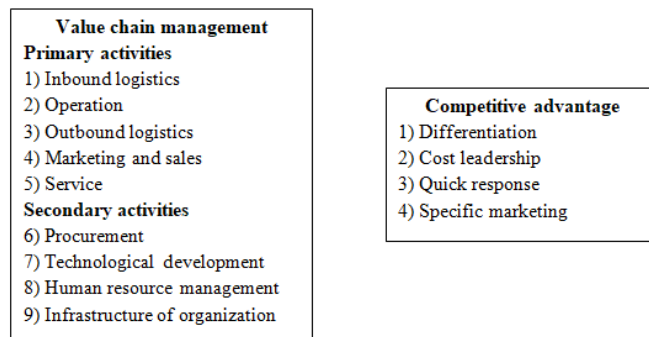 Value chain management
Primary activities
1) Inbound logistics
2) Operation
3) Outbound logistics
4) Marketing and sales
5) Service
Secondary activities
6) Procurement
7) Technological development
8) Human resource management
9) Infrastructure of organization
Competitive advantage
1) Differentiation
2) Cost leadership
3) Quick response
4) Specific marketing